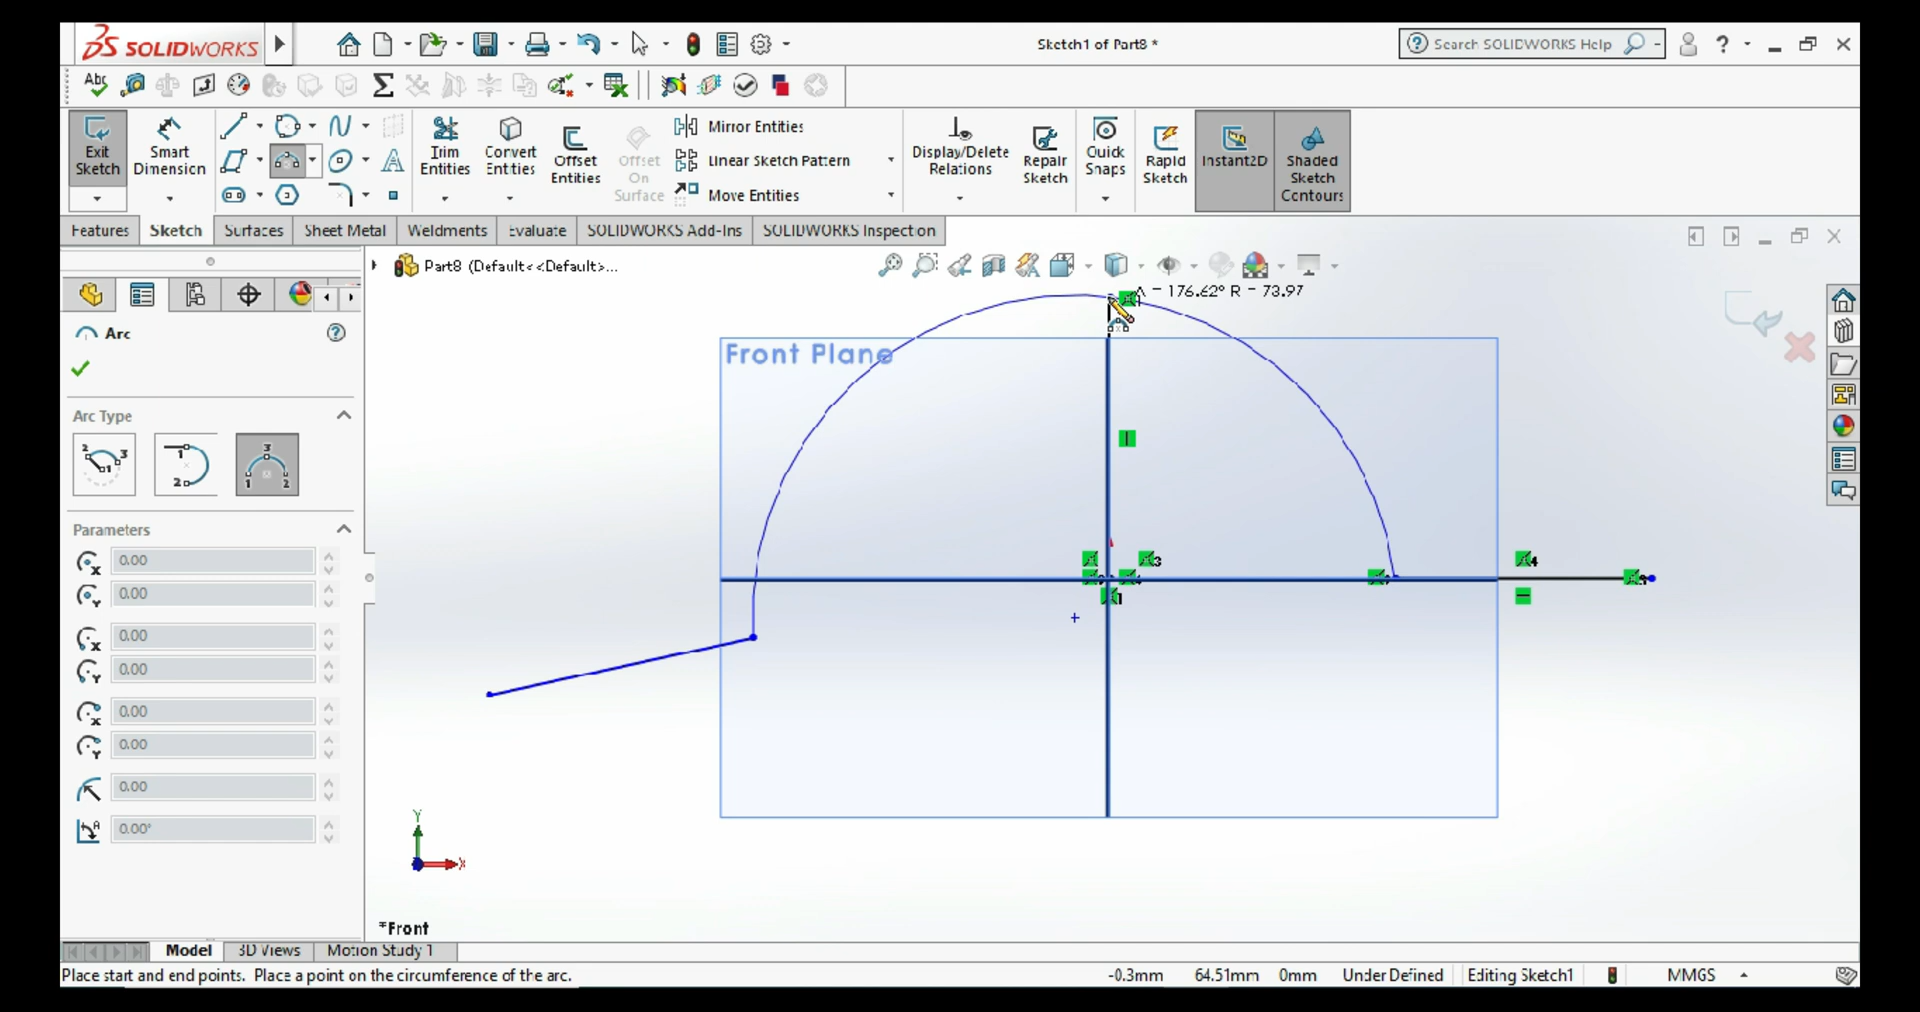 SOLIDWORKS
Sketch1 of Part8 *
Search SOLIDWORKS Help
Abc
Exit Sketch
Smart Dimension
Trim Entities
Convert Entities
Offset Entities
Offset On Surface
Mirror Entities
Linear Sketch Pattern
Move Entities
Display/Delete Relations
Repair Sketch
Quick Snaps
Rapid Sketch
Instant2D
Shaded Sketch Contours
Features
Sketch
Surfaces
Sheet Metal
Weldments
Evaluate
SOLIDWORKS Add-Ins
SOLIDWORKS Inspection
Part8 (Default<<Default>...
A = 176.62° R = 73.97
Arc
Front Plane
Arc Type
Parameters
0.00
0.00
0.00
0.00
0.00
0.00
0.00
0.00°
3
4
1
Y
X
*Front
Model
3D Views
Motion Study 1
Place start and end points. Place a point on the circumference of the arc.
-0.3mm
64.51mm
0mm
Under Defined
Editing Sketch1
MMGS